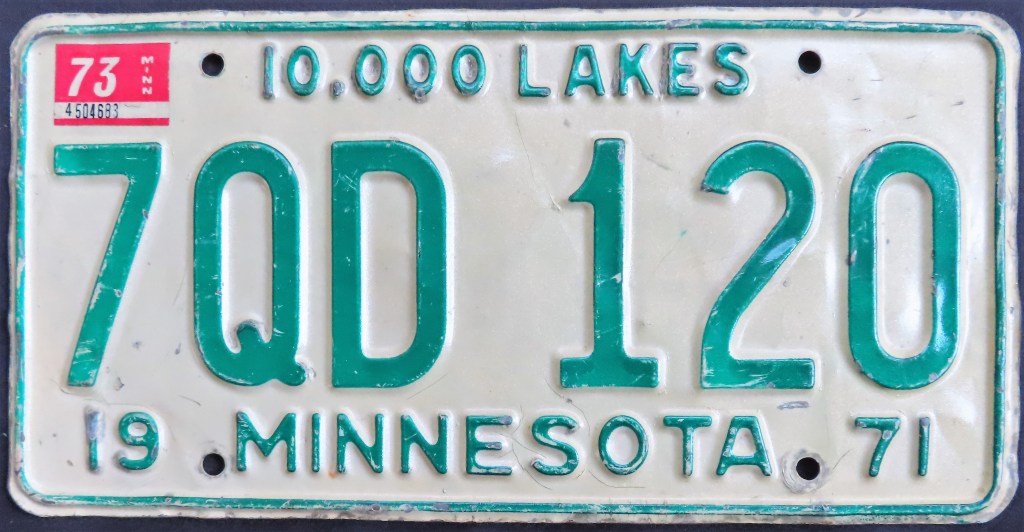 73 MINN
4504683
10.000 LAKES
7QD 120
19 MINNESOTA 71